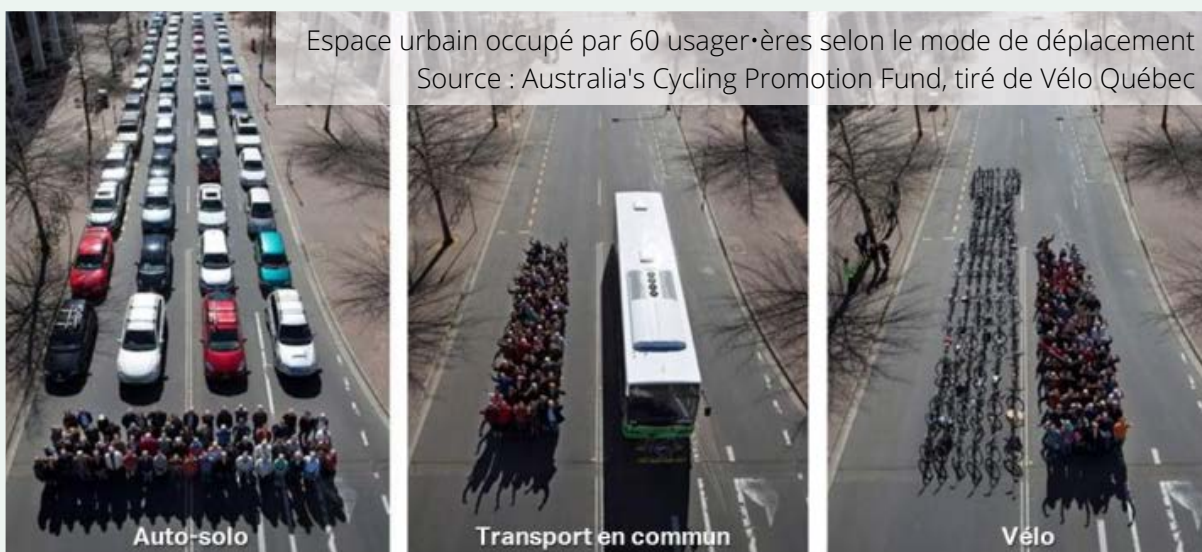 Espace urbain occupé par 60 usager•ères selon le mode de déplacement
Source : Australia's Cycling Promotion Fund, tiré de Vélo Québec
Auto-solo
Transport en commun
Vélo